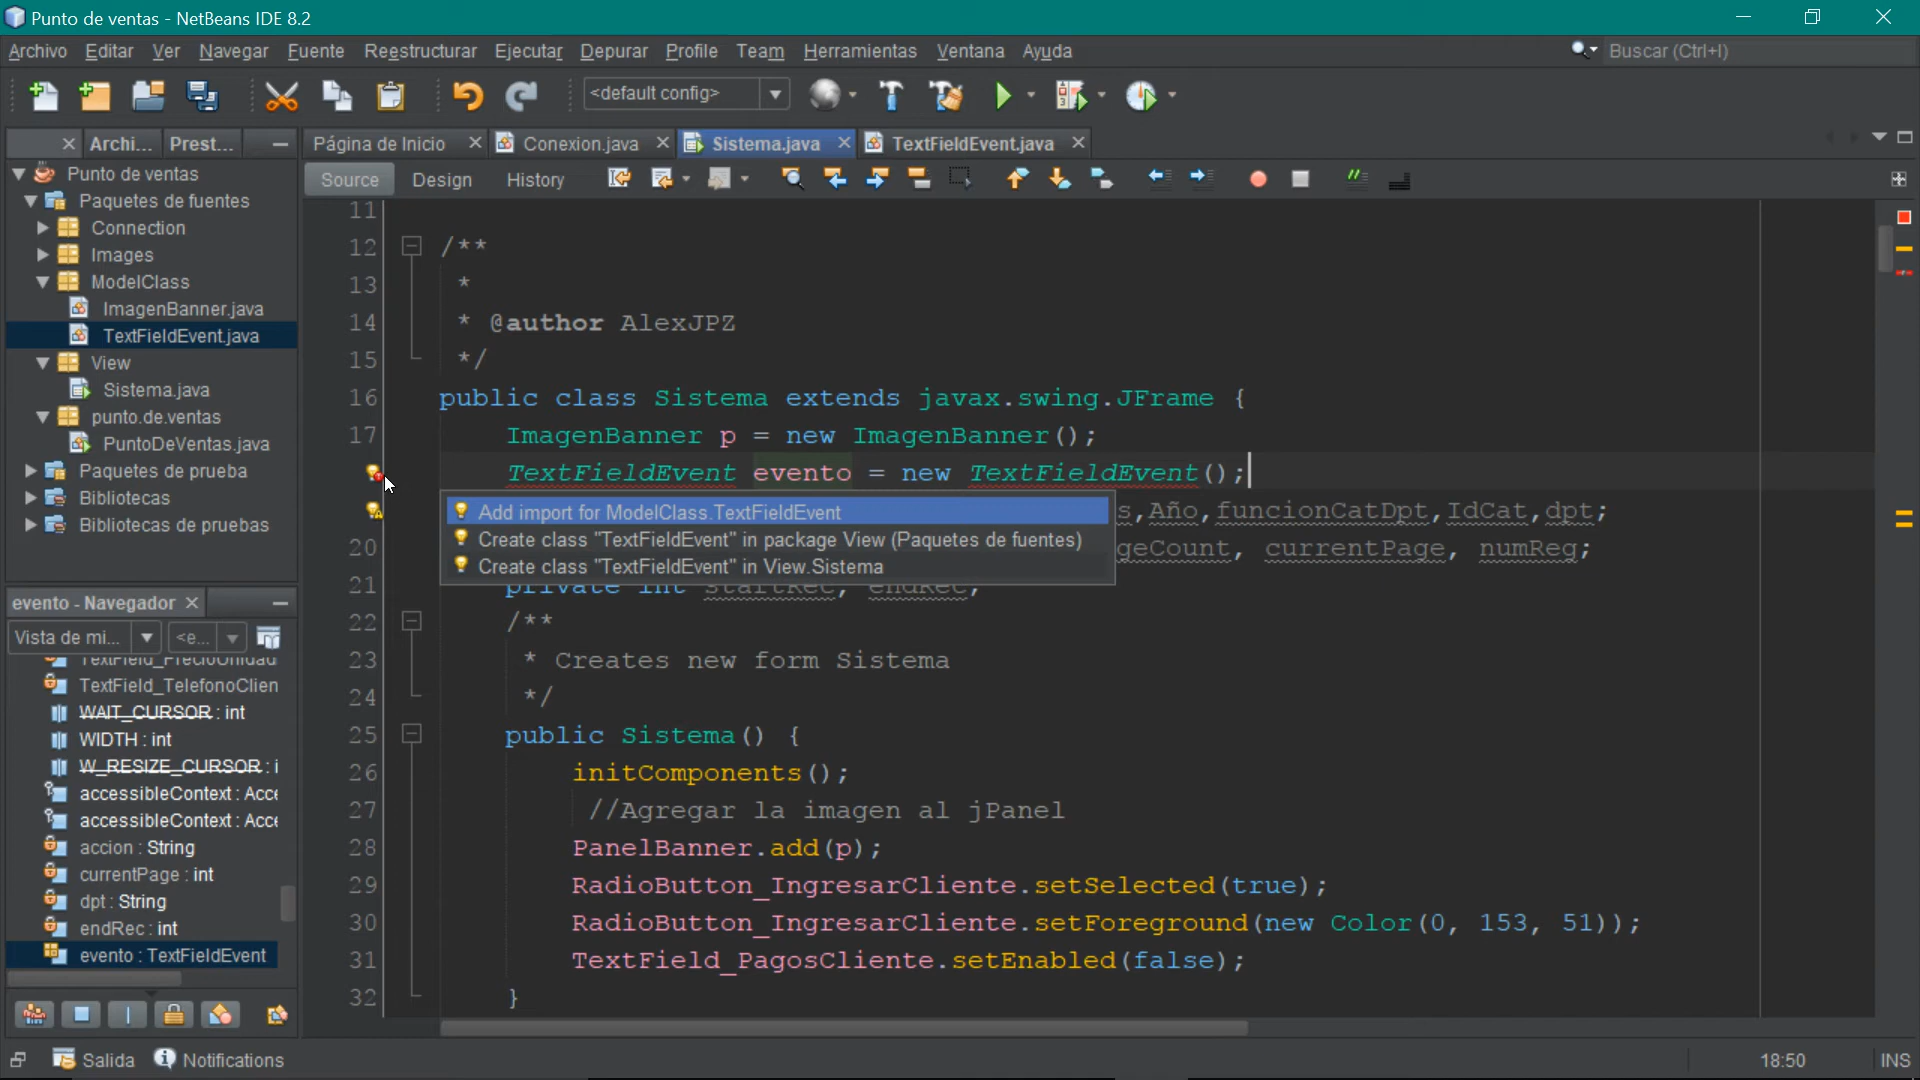 Punto de ventas - NetBeans IDE 8.2
Archivo Editar Ver Navegar Fuente Reestructurar Ejecutar Depurar Profile Team Herramientas Ventana Ayuda
Buscar (Ctrl+I)
<default config>
Archi... Prest...
Página de Inicio Conexion.java Sistema.java TextFieldEvent.java
Source Design History
Punto de ventas
Paquetes de fuentes
Connection
Images
ModelClass
ImagenBanner.java
TextFieldEvent.java
View
Sistema.java
punto.de.ventas
PuntoDeVentas.java
Paquetes de prueba
Bibliotecas
Bibliotecas de pruebas
evento - Navegador
Vista de mi... <e...
TextField_PrecioUnidad
TextField_TelefonoClien
WAIT_CURSOR : int
WIDTH : int
W_RESIZE_CURSOR : i
accessibleContext : Acce
accessibleContext : Acce
accion : String
currentPage : int
dpt : String
endRec : int
evento : TextFieldEvent
11
12 /**
13 *
14 * @author AlexJPZ
15 */
16 public class Sistema extends javax.swing.JFrame {
17 ImagenBanner p = new ImagenBanner();
TextFieldEvent evento = new TextFieldEvent();
s,Año,funcionCatDpt,IdCat,dpt;
20 geCount, currentPage, numReg;
21 private int startRec, endRec;
22 /**
23 * Creates new form Sistema
24 */
25 public Sistema() {
26 initComponents();
27 //Agregar la imagen al jPanel
28 PanelBanner.add(p);
29 RadioButton_IngresarCliente.setSelected(true);
30 RadioButton_IngresarCliente.setForeground(new Color(0, 153, 51));
31 TextField_PagosCliente.setEnabled(false);
32 }
Add import for ModelClass.TextFieldEvent
Create class "TextFieldEvent" in package View (Paquetes de fuentes)
Create class "TextFieldEvent" in View.Sistema
Salida Notifications
18:50 INS